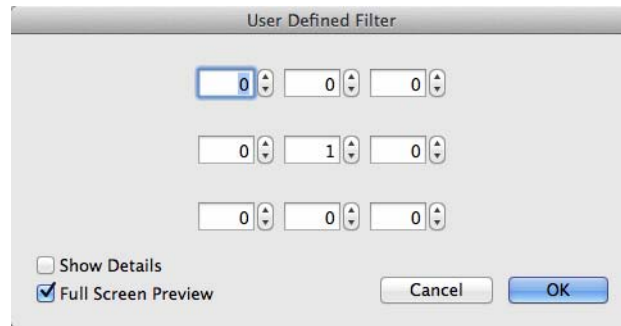 User Defined Filter
0 0 0
0 1 0
0 0 0
Show Details
Full Screen Preview
Cancel OK